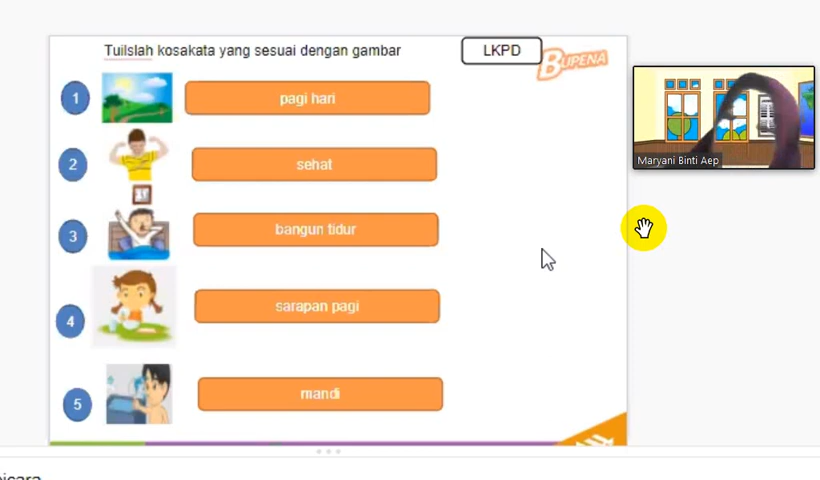 Tuilslah kosakata yang sesuai dengan gambar
LKPD
BUPENA
1
pagi hari
Maryani Binti Aep
2
sehat
3
bangun tidur
4
sarapan pagi
5
mandi